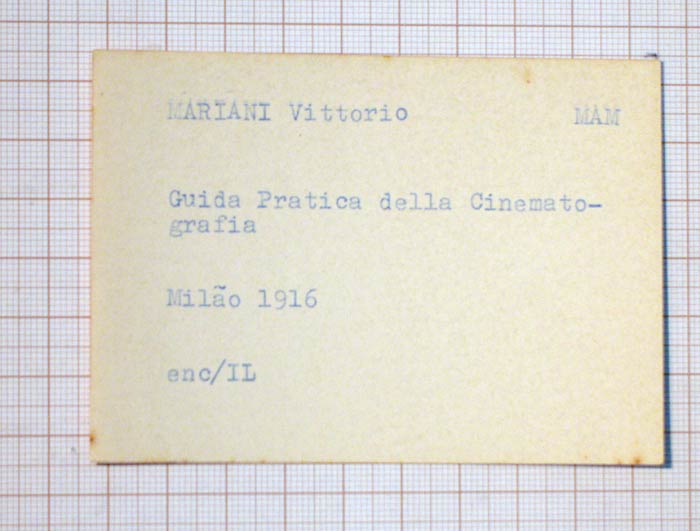 MARIANI Vittorio MAM
Guida Pratica della Cinemato-
grafia
Milão 1916
enc/IL